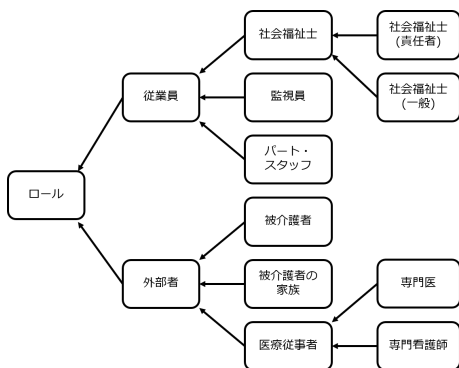 社会福祉士
社会福祉士
(責任者)
従業員
監視員
社会福祉士
(一般)
パート・
スタッフ
ロール
被介護者
外部者
被介護者の
家族
専門医
医療従事者
専門看護師